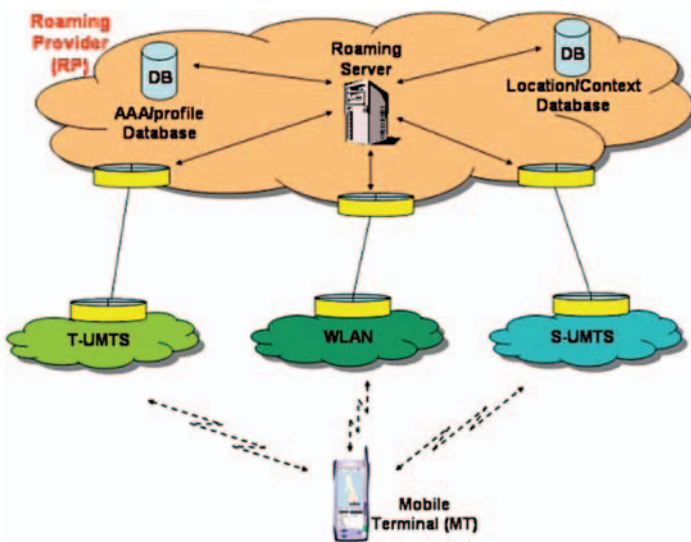 Roaming
Provider
(RP)
Roaming
Server
DB
AAA/profile
Database
DB
Location/Context
Database
T-UMTS
WLAN
S-UMTS
Mobile
Terminal (MT)